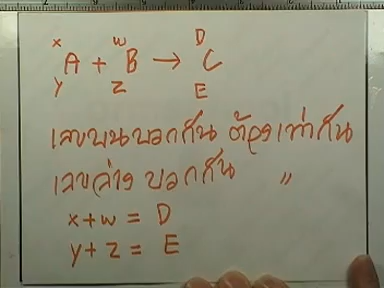 x w D
A + B → C
y z E
เลขบนบวกกัน ต้องเท่ากัน
เลขล่าง บวกกัน "
x+w = D
y+z = E